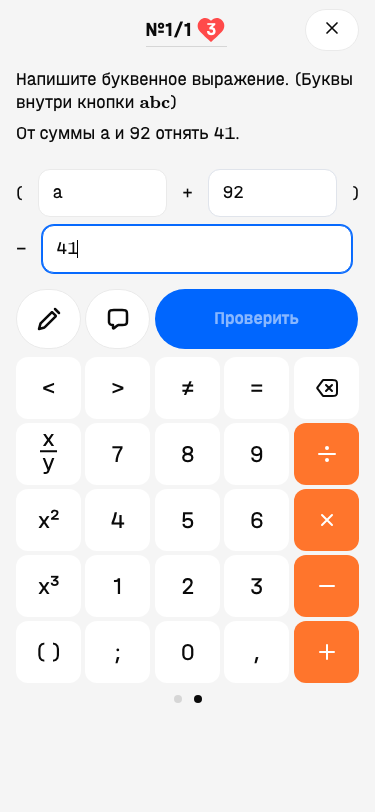 №1/1 3
Напишите буквенное выражение. (Буквы
внутри кнопки abc)
От суммы a и 92 отнять 41.
( a + 92 )
− 41
Проверить
< > ≠ =
x/y 7 8 9 ÷
x² 4 5 6 ×
x³ 1 2 3 −
( ) ; 0 , +